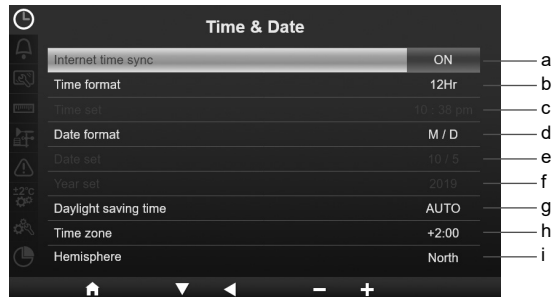 Time & Date
Internet time sync ON a
Time format 12Hr b
Time set 10 : 38 pm c
Date format M / D d
Date set 10 / 5 e
Year set 2019 f
Daylight saving time AUTO g
Time zone +2:00 h
Hemisphere North i
±2°C